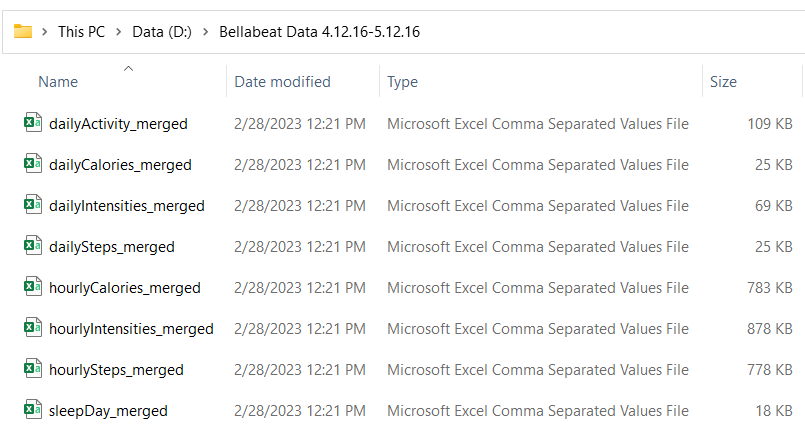 This PC > Data (D:) > Bellabeat Data 4.12.16-5.12.16
Name Date modified Type Size
dailyActivity_merged 2/28/2023 12:21 PM Microsoft Excel Comma Separated Values File 109 KB
dailyCalories_merged 2/28/2023 12:21 PM Microsoft Excel Comma Separated Values File 25 KB
dailyIntensities_merged 2/28/2023 12:21 PM Microsoft Excel Comma Separated Values File 69 KB
dailySteps_merged 2/28/2023 12:21 PM Microsoft Excel Comma Separated Values File 25 KB
hourlyCalories_merged 2/28/2023 12:21 PM Microsoft Excel Comma Separated Values File 783 KB
hourlyIntensities_merged 2/28/2023 12:21 PM Microsoft Excel Comma Separated Values File 878 KB
hourlySteps_merged 2/28/2023 12:21 PM Microsoft Excel Comma Separated Values File 778 KB
sleepDay_merged 2/28/2023 12:21 PM Microsoft Excel Comma Separated Values File 18 KB